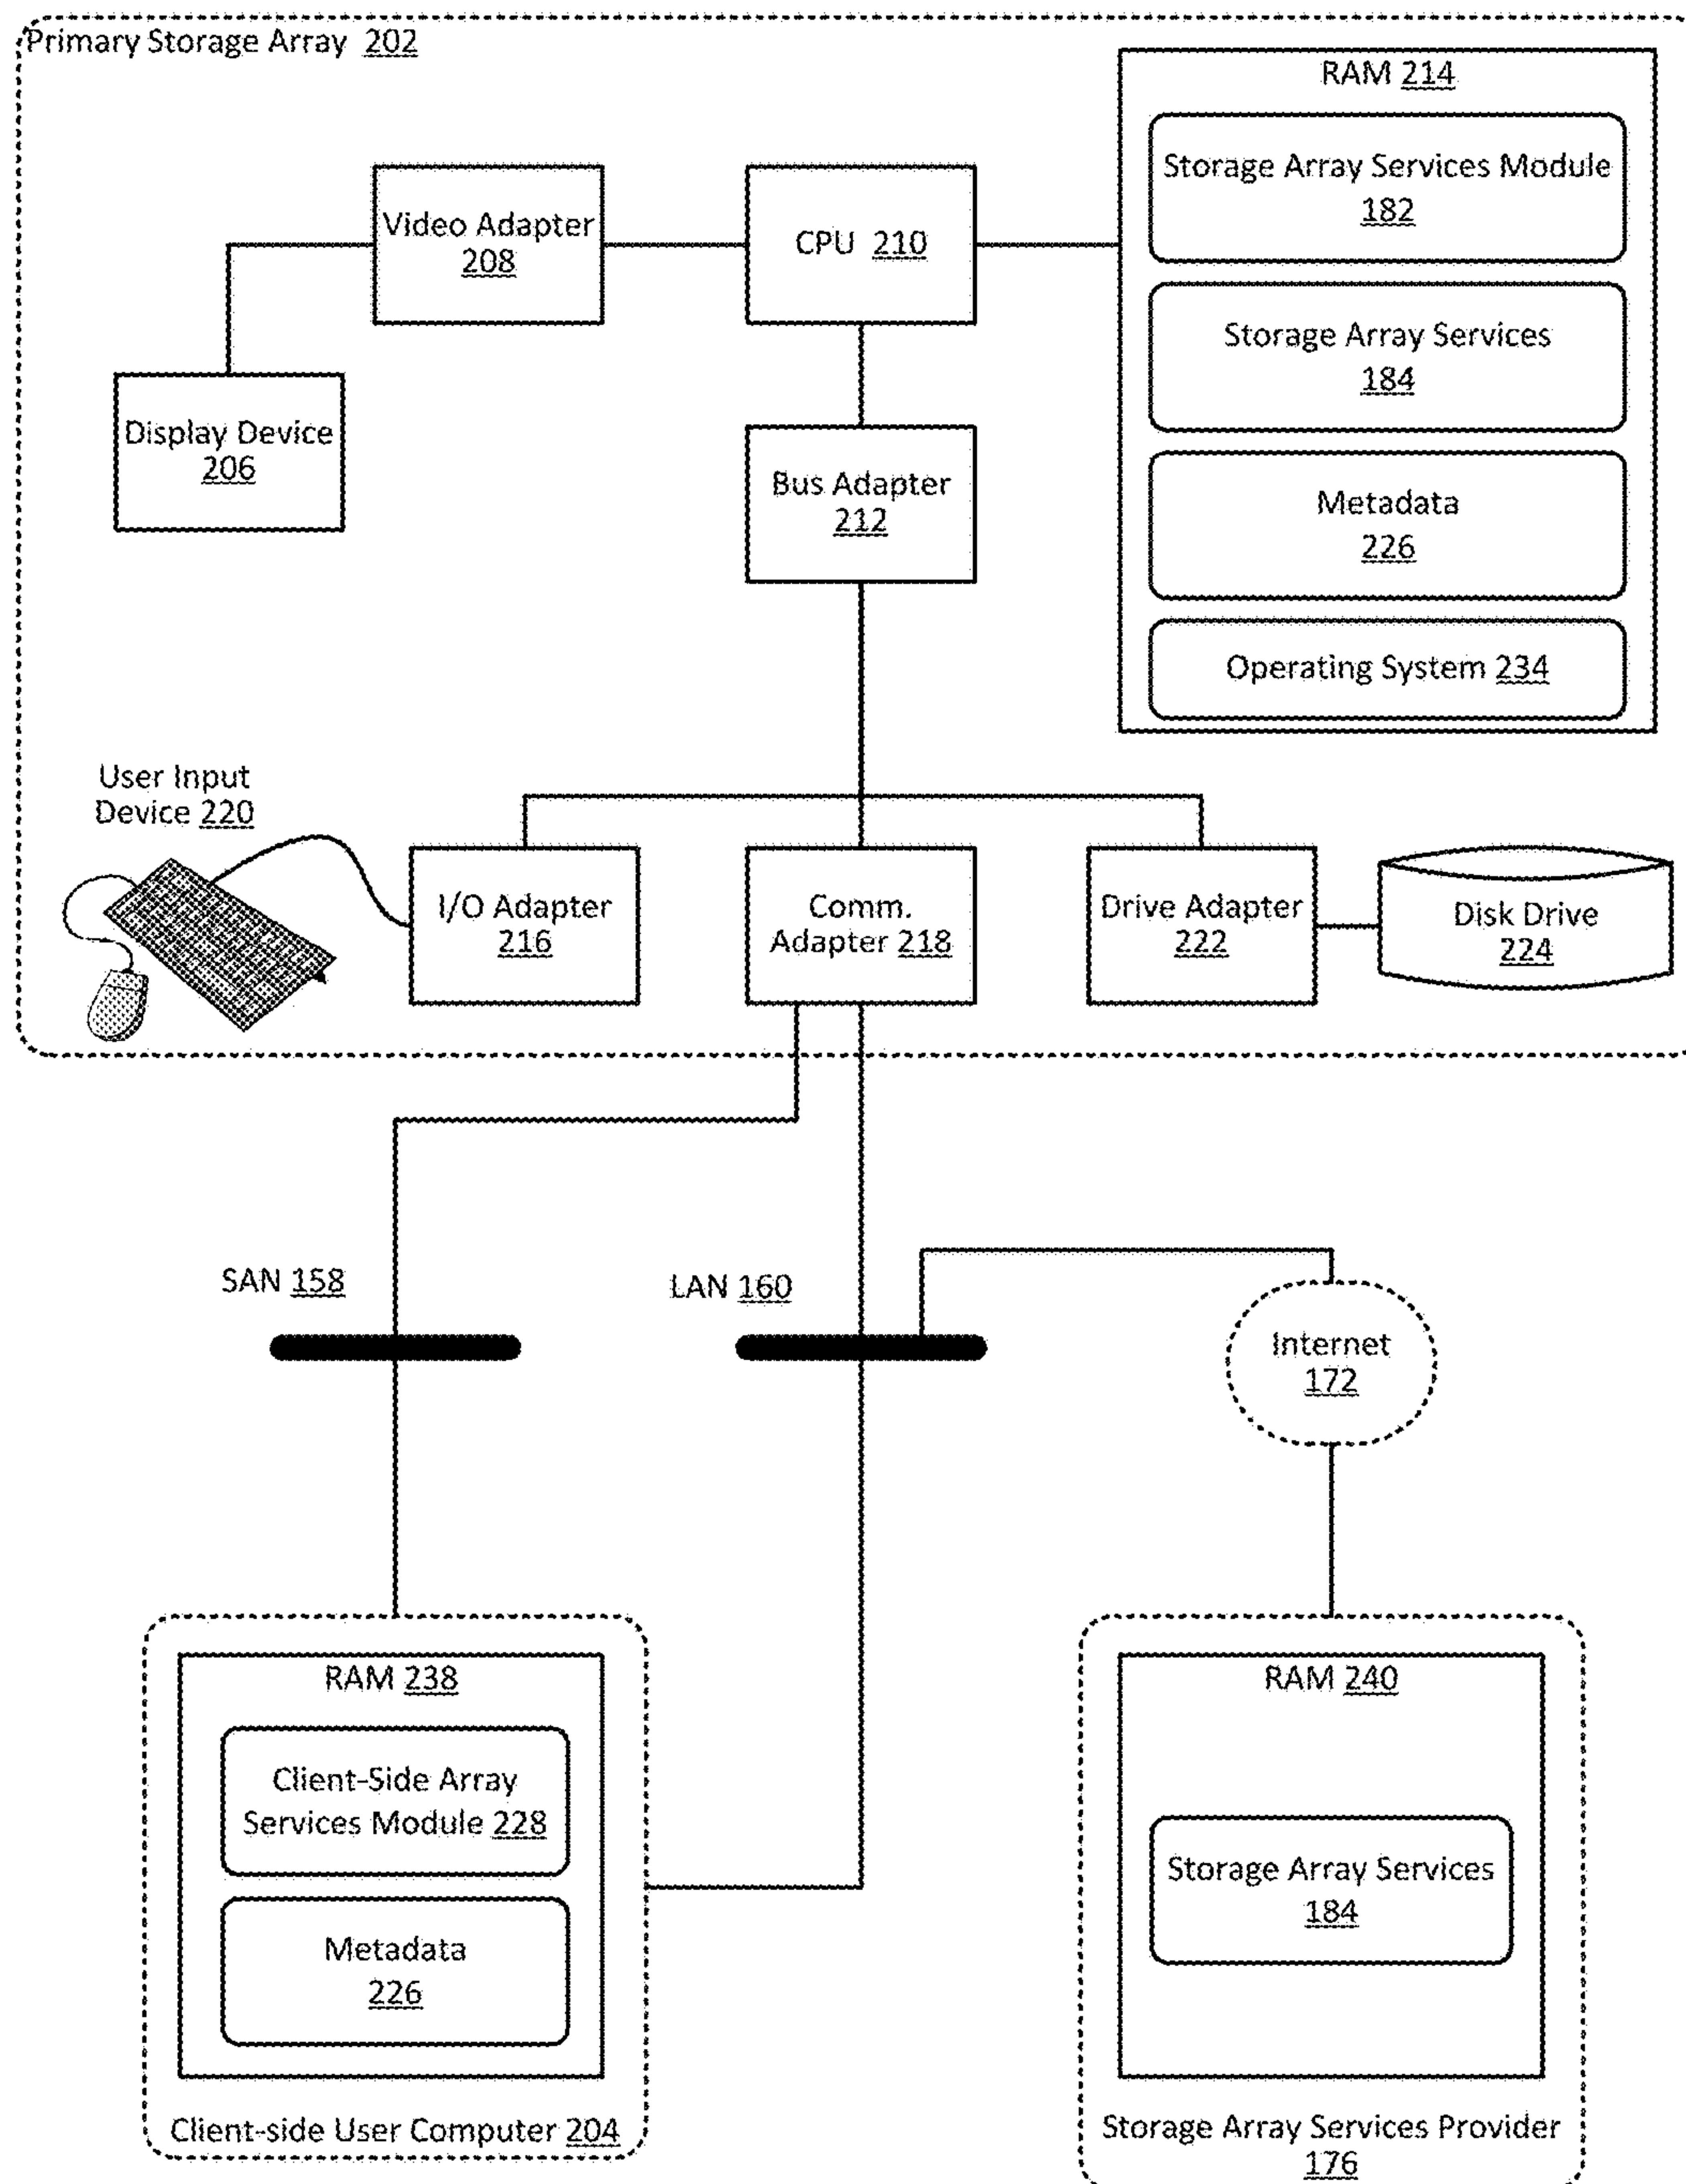 Primary Storage Array 202
RAM 214
Storage Array Services Module
182
Video Adapter
208
CPU 210
Storage Array Services
184
Display Device
206
Bus Adapter
212
Metadata
226
Operating System 234
User Input
Device 220
I/O Adapter
216
Comm.
Adapter 218
Drive Adapter
222
Disk Drive
224
SAN 158
LAN 160
Internet
172
RAM 238
Client-Side Array
Services Module 228
Metadata
226
Client-side User Computer 204
RAM 240
Storage Array Services
184
Storage Array Services Provider
176